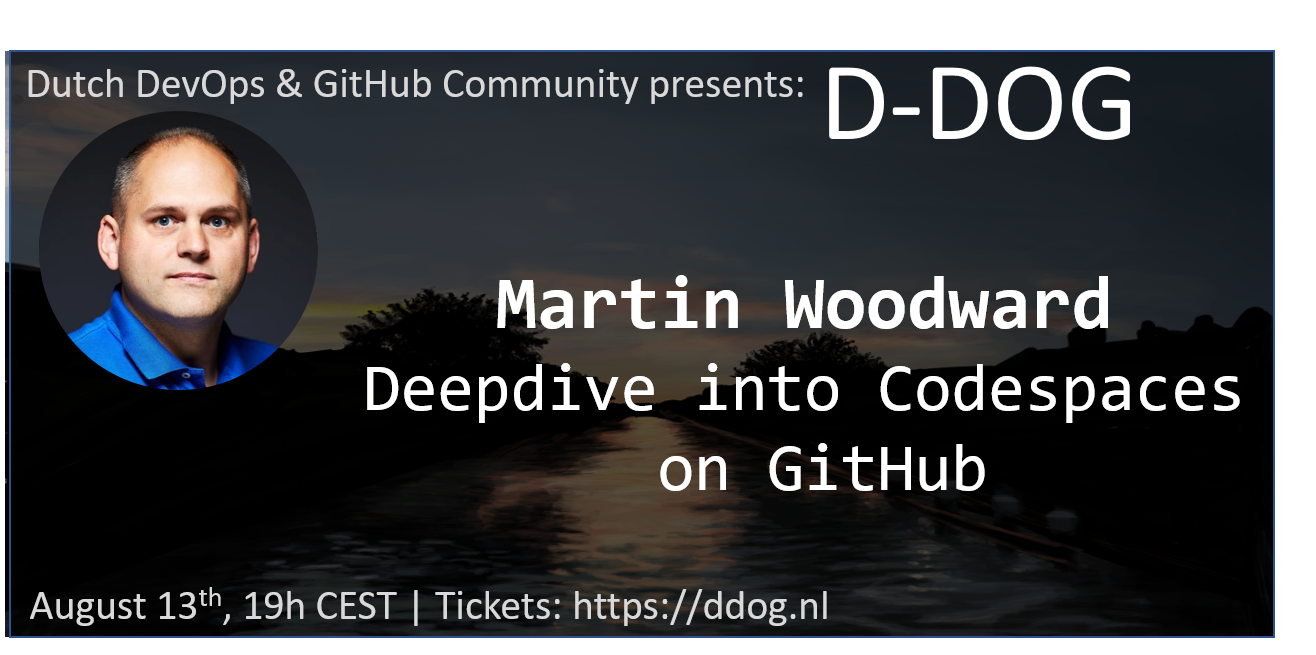 Dutch DevOps & GitHub Community presents: D-DOG
Martin Woodward
Deepdive into Codespaces
on GitHub
August 13th, 19h CEST | Tickets: https://ddog.nl